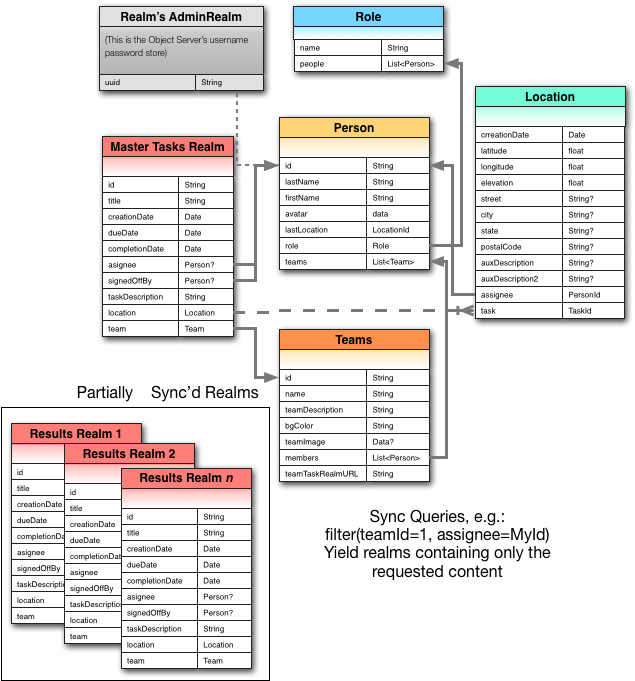 Realm's AdminRealm
(This is the Object Server's username
password store)
uuid String
Role
name String
people List<Person>
Location
crreationDate Date
latitude float
longitude float
elevation float
street String?
city String?
state String?
postalCode String?
auxDescription String?
auxDescription2 String?
assignee PersonId
task TaskId
Person
id String
lastName String
firstName String
avatar data
lastLocation LocationId
role Role
teams List<Team>
Master Tasks Realm
id String
title String
creationDate Date
dueDate Date
completionDate Date
asignee Person?
signedOffBy Person?
taskDescription String
location Location
team Team
Teams
id String
name String
teamDescription String
bgColor String
teamImage Data?
members List<Person>
teamTaskRealmURL String
Partially Sync'd Realms
Results Realm 1
id
title
creationDate
dueDate
completionDa
asignee
signedOffBy
taskDescripti
location
team
Results Realm 2
id
title
creationDate
dueDate
completionDat
asignee
signedOffBy
taskDescriptio
location
team
Results Realm n
id String
title String
creationDate Date
dueDate Date
completionDate Date
asignee Person?
signedOffBy Person?
taskDescription String
location Location
team Team
Sync Queries, e.g.:
filter(teamId=1, assignee=MyId)
Yield realms containing only the
requested content